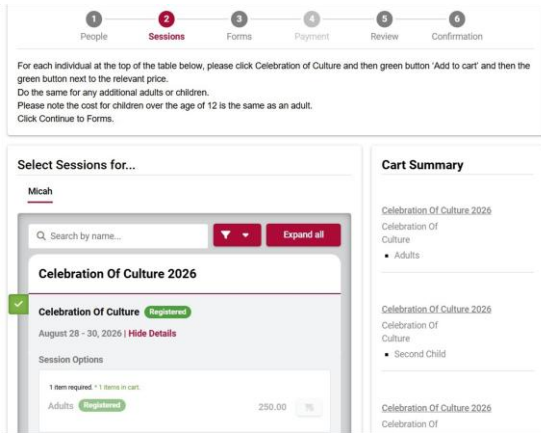 1 2 3 4 5 6
People Sessions Forms Payment Review Confirmation
For each individual at the top of the table below, please click Celebration of Culture and then green button 'Add to cart' and then the
green button next to the relevant price.
Do the same for any additional adults or children.
Please note the cost for children over the age of 12 is the same as an adult.
Click Continue to Forms.
Select Sessions for...
Micah
Search by name...
Expand all
Celebration Of Culture 2026
Celebration Of Culture Registered
August 28 - 30, 2026 | Hide Details
Session Options
1 item required. * 1 items in cart.
Adults Registered 250.00
Cart Summary
Celebration Of Culture 2026
Celebration Of
Culture
Adults
Celebration Of Culture 2026
Celebration Of
Culture
Second Child
Celebration Of Culture 2026
Celebration Of